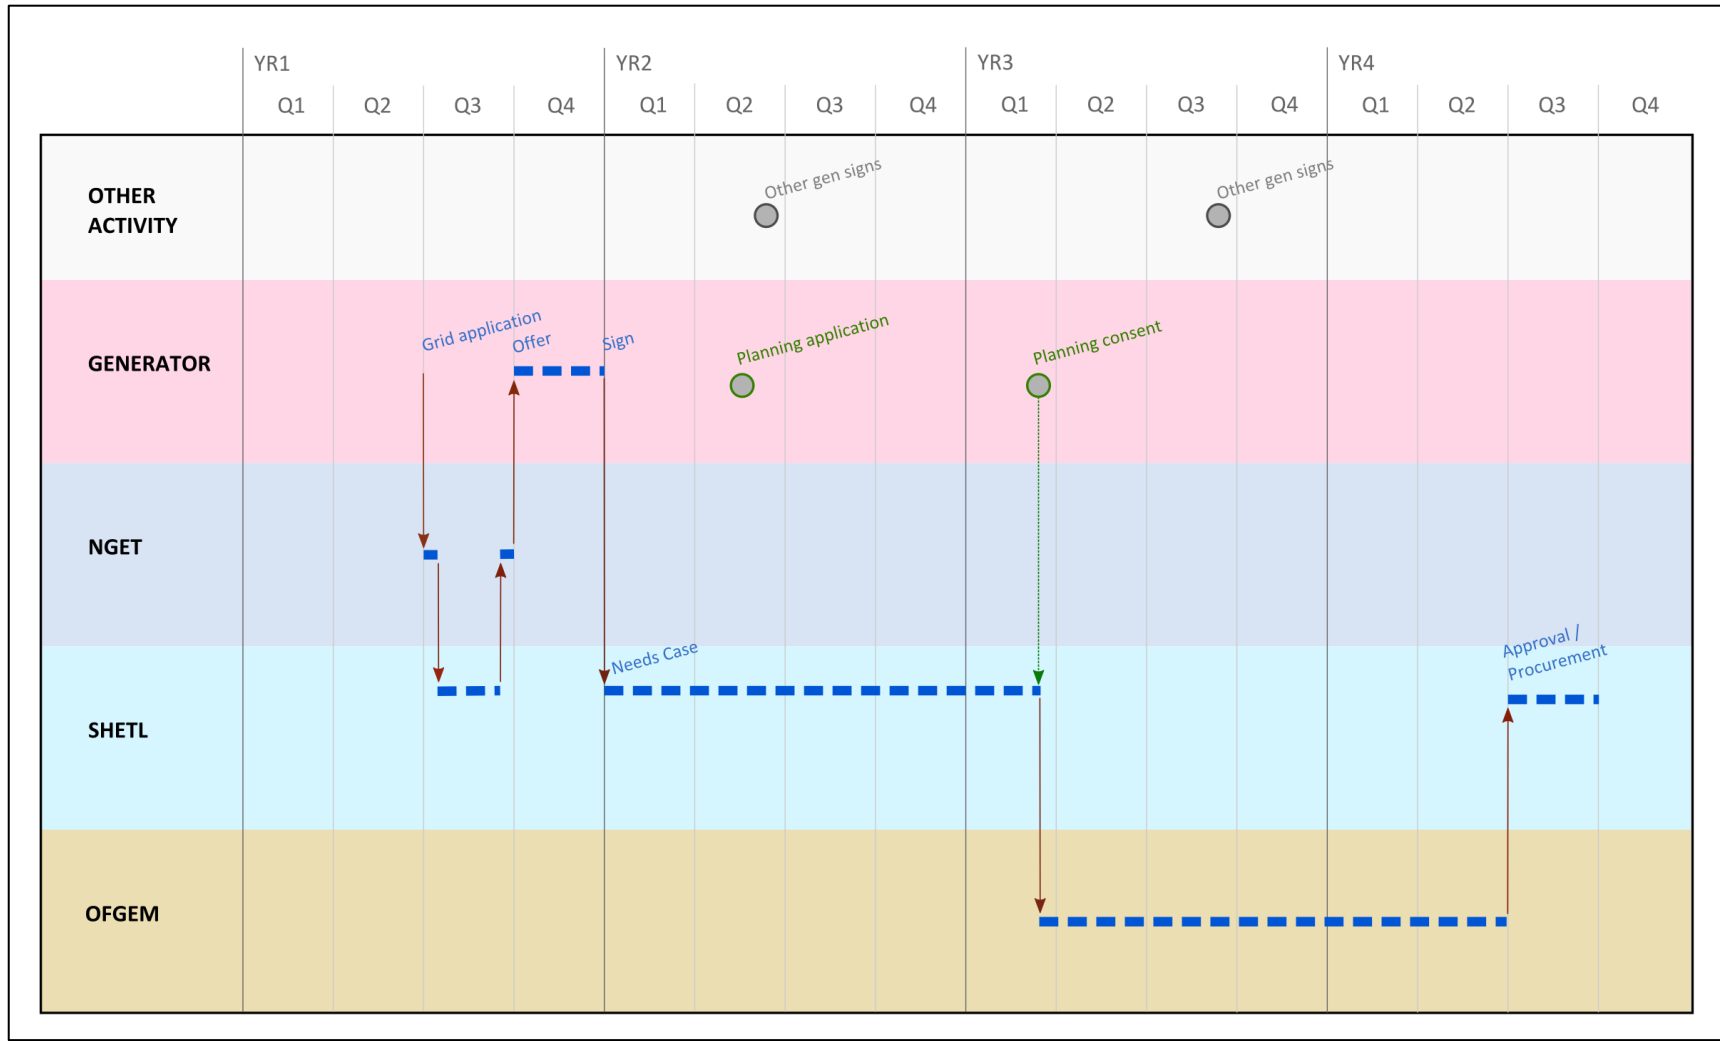 YR1
YR2
YR3
YR4
Q1
Q2
Q3
Q4
Q1
Q2
Q3
Q4
Q1
Q2
Q3
Q4
Q1
Q2
Q3
Q4
OTHER
ACTIVITY
Other gen signs
Other gen signs
GENERATOR
Grid application
Offer
Sign
Planning application
Planning consent
NGET
SHETL
Needs Case
Approval /
Procurement
OFGEM